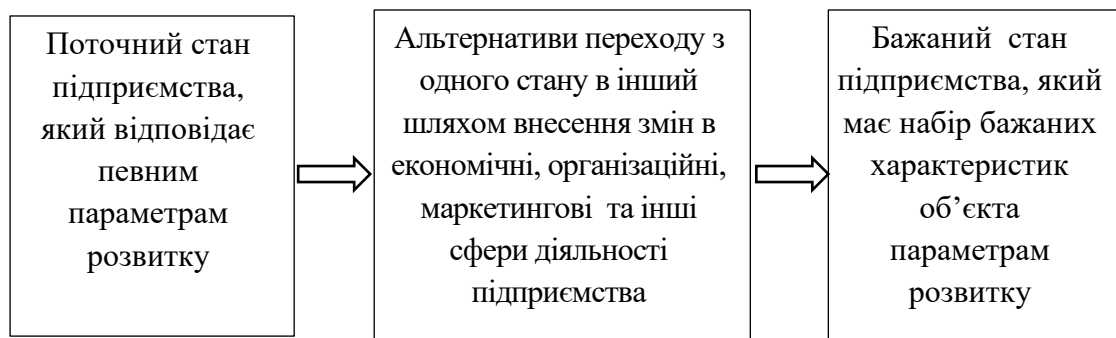 Поточний стан
підприємства,
який відповідає
певним
параметрам
розвитку
Альтернативи переходу з
одного стану в інший
шляхом внесення змін в
економічні, організаційні,
маркетингові та інші
сфери діяльності
підприємства
Бажаний стан
підприємства, який
має набір бажаних
характеристик
об’єкта
параметрам
розвитку